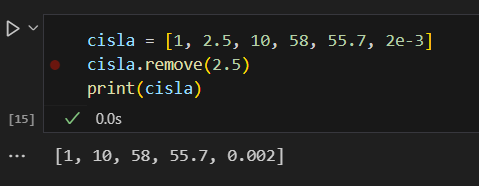 cisla = [1, 2.5, 10, 58, 55.7, 2e-3]
cisla.remove(2.5)
print(cisla)
[15]
0.0s
[1, 10, 58, 55.7, 0.002]